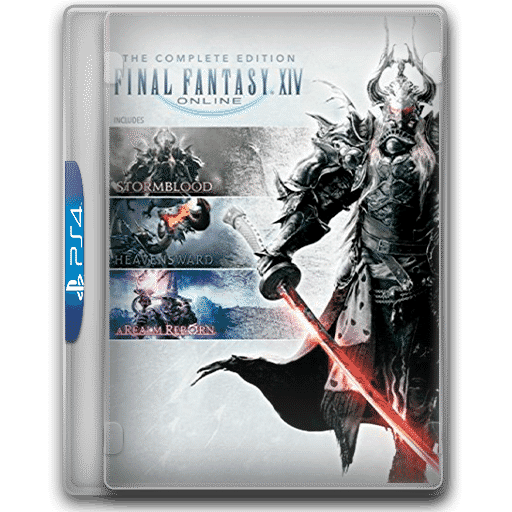 THE COMPLETE EDITION
FINAL FANTASY XIV
ONLINE
INCLUDES
STORMBLOOD
HEAVENSWARD
A REALM REBORN
PS4